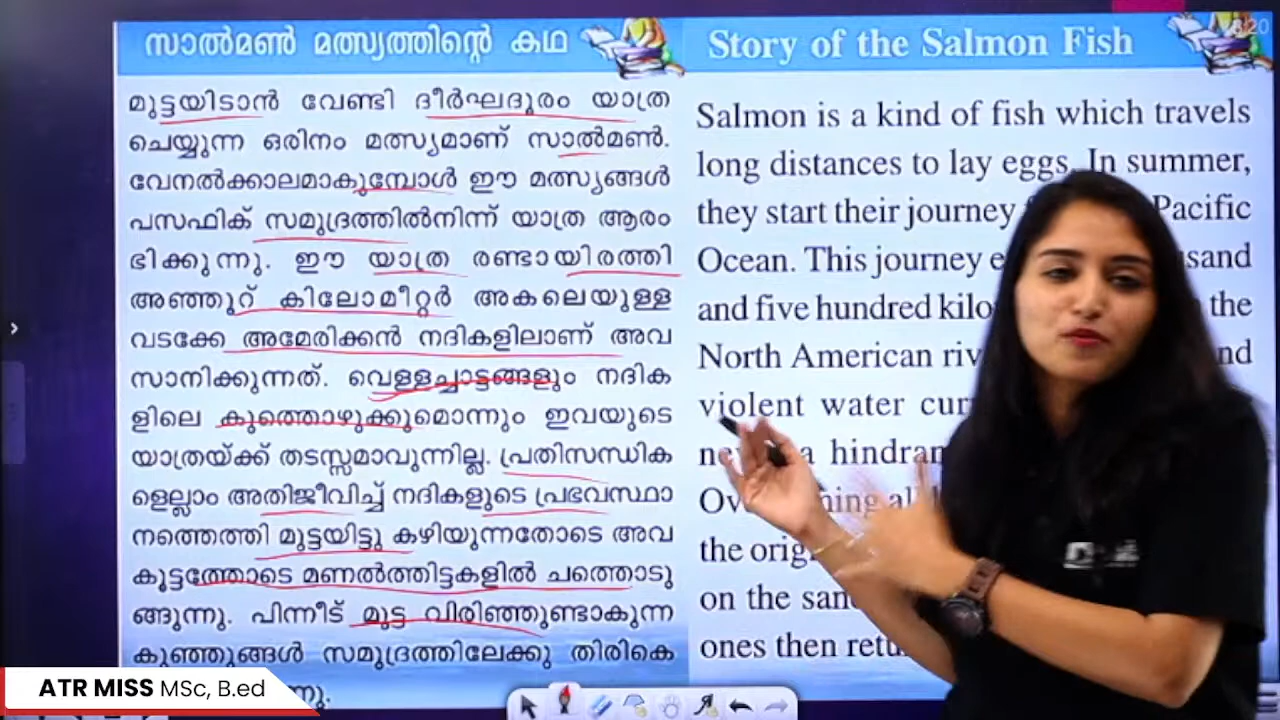 സാൽമൺ മത്സ്യത്തിന്റെ കഥ
മുട്ടയിടാൻ വേണ്ടി ദീർഘദൂരം യാത്ര
ചെയ്യുന്ന ഒരിനം മത്സ്യമാണ് സാൽമൺ.
വേനൽക്കാലമാകുമ്പോൾ ഈ മത്സ്യങ്ങൾ
പസഫിക് സമുദ്രത്തിൽനിന്ന് യാത്ര ആരം
ഭിക്കുന്നു. ഈ യാത്ര രണ്ടായിരത്തി
അഞ്ഞൂറ് കിലോമീറ്റർ അകലെയുള്ള
വടക്കേ അമേരിക്കൻ നദികളിലാണ് അവ
സാനിക്കുന്നത്. വെള്ളച്ചാട്ടങ്ങളും നദിക
ളിലെ കുത്തൊഴുക്കുമൊന്നും ഇവയുടെ
യാത്രയ്ക്ക് തടസ്സമാവുന്നില്ല. പ്രതിസന്ധിക
ളെല്ലാം അതിജീവിച്ച് നദികളുടെ പ്രഭവസ്ഥാ
നത്തെത്തി മുട്ടയിട്ടു കഴിയുന്നതോടെ അവ
കൂട്ടത്തോടെ മണൽത്തിട്ടകളിൽ ചത്തൊടു
ങ്ങുന്നു. പിന്നീട് മുട്ട വിരിഞ്ഞുണ്ടാകുന്ന
കുഞ്ഞുങ്ങൾ സമുദ്രത്തിലേക്കു തിരികെ
Story of the Salmon Fish
Salmon is a kind of fish which travels
long distances to lay eggs. In summer,
they start their journey Pacific
Ocean. This journey
and five hundred the
North American
violent water
a
the
on the
ones then
ATR MISS MSc, B.ed